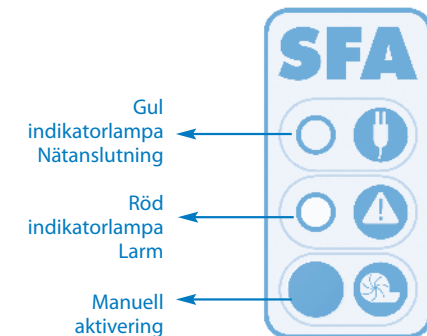 SFA
Gul
indikatorlampa
Nätanslutning
Röd
indikatorlampa
Larm
Manuell
aktivering